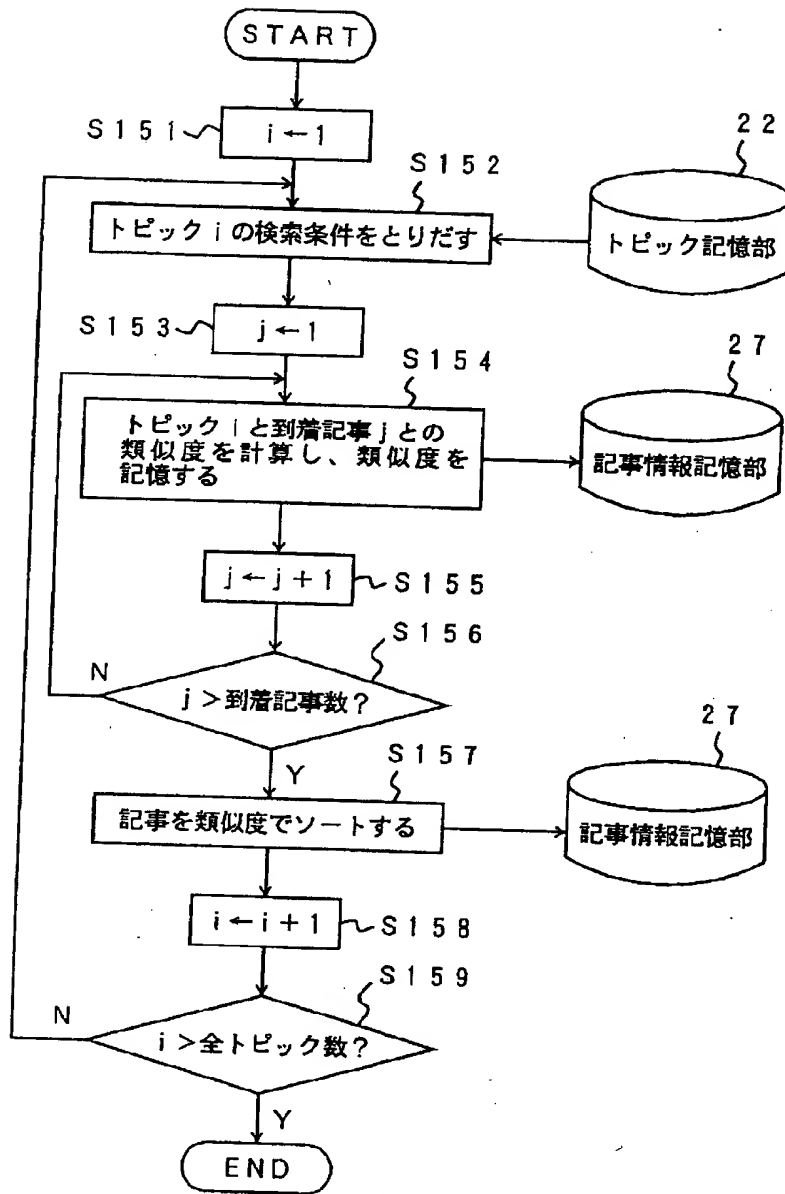 START
S151
i←1
S152
22
トピックiの検索条件をとりだす
トピック記憶部
S153
j←1
S154
27
トピックiと到着記事jとの
類似度を計算し、類似度を
記憶する
記事情報記憶部
j←j+1
S155
S156
N
j>到着記事数?
27
Y
S157
記事を類似度でソートする
記事情報記憶部
i←i+1
S158
S159
N
i>全トピック数?
Y
END